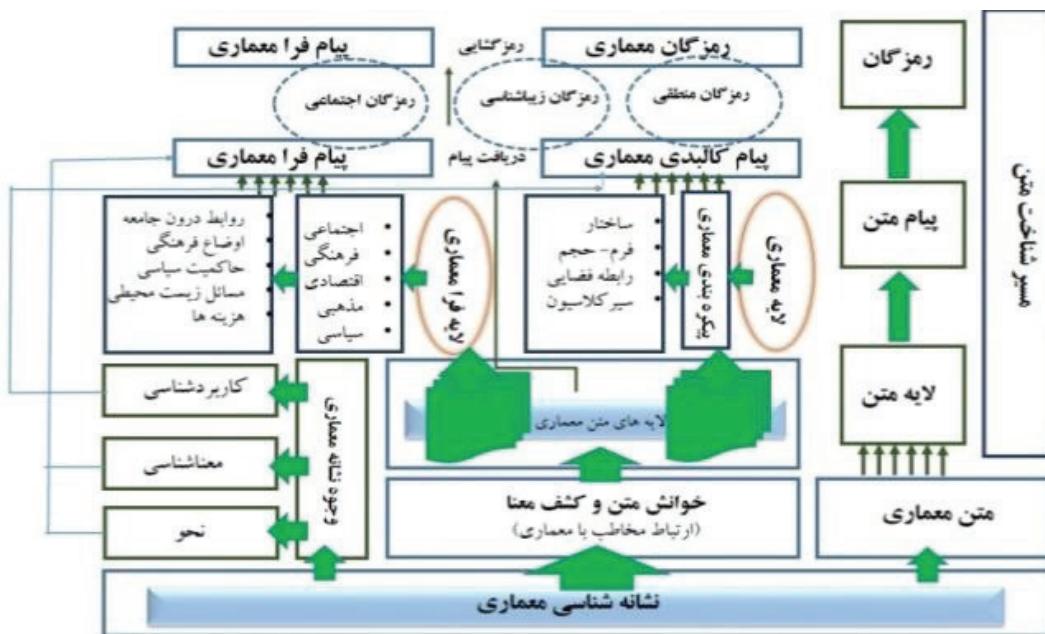 رمزگان
پیام متن
لایه متن
متن معماری
مسیر شناخت متن
رمزگان معماری
رمزگشایی
پیام فرا معماری
رمزگان منطقی
رمزگان زیباشناسی
رمزگان اجتماعی
پیام کالبدی معماری
دریافت پیام
پیام فرا معماری
لایه معماری
پیکره بندی معماری
ساختار
فرم- حجم
رابطه فضایی
سیرکلاسیون
لایه فرا معماری
اجتماعی
فرهنگی
اقتصادی
مذهبی
سیاسی
روابط درون جامعه
اوضاع فرهنگی
حاکمیت سیاسی
مسائل زیست محیطی
هزینه ها
لایه های متن معماری
خوانش متن و کشف معنا
(ارتباط مخاطب با معماری)
وجوه نشانه معماری
کاربردشناسی
معناشناسی
نحو
نشانه شناسی معماری